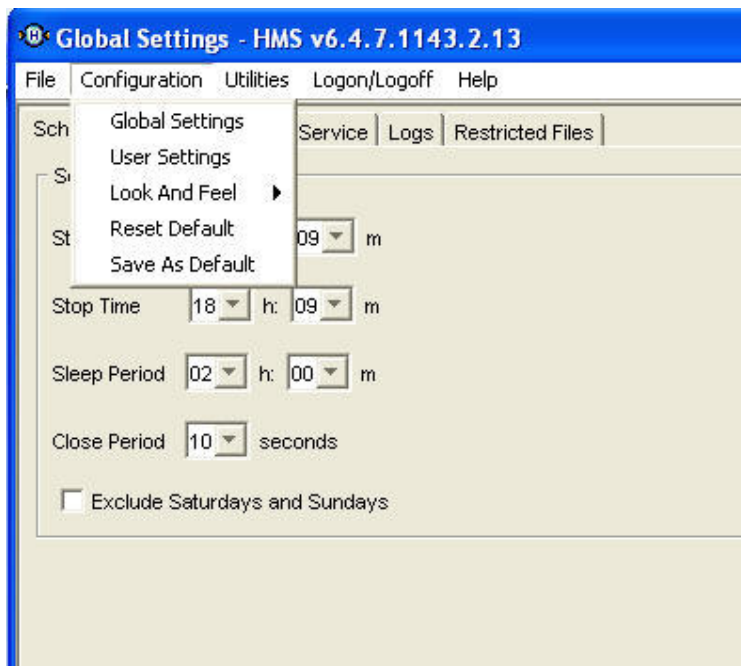 Global Settings - HMS v6.4.7.1143.2.13
File Configuration Utilities Logon/Logoff Help
Global Settings
User Settings
Look And Feel
Reset Default
Save As Default
Service Logs Restricted Files
09 m
Stop Time 18 h: 09 m
Sleep Period 02 h: 00 m
Close Period 10 seconds
Exclude Saturdays and Sundays